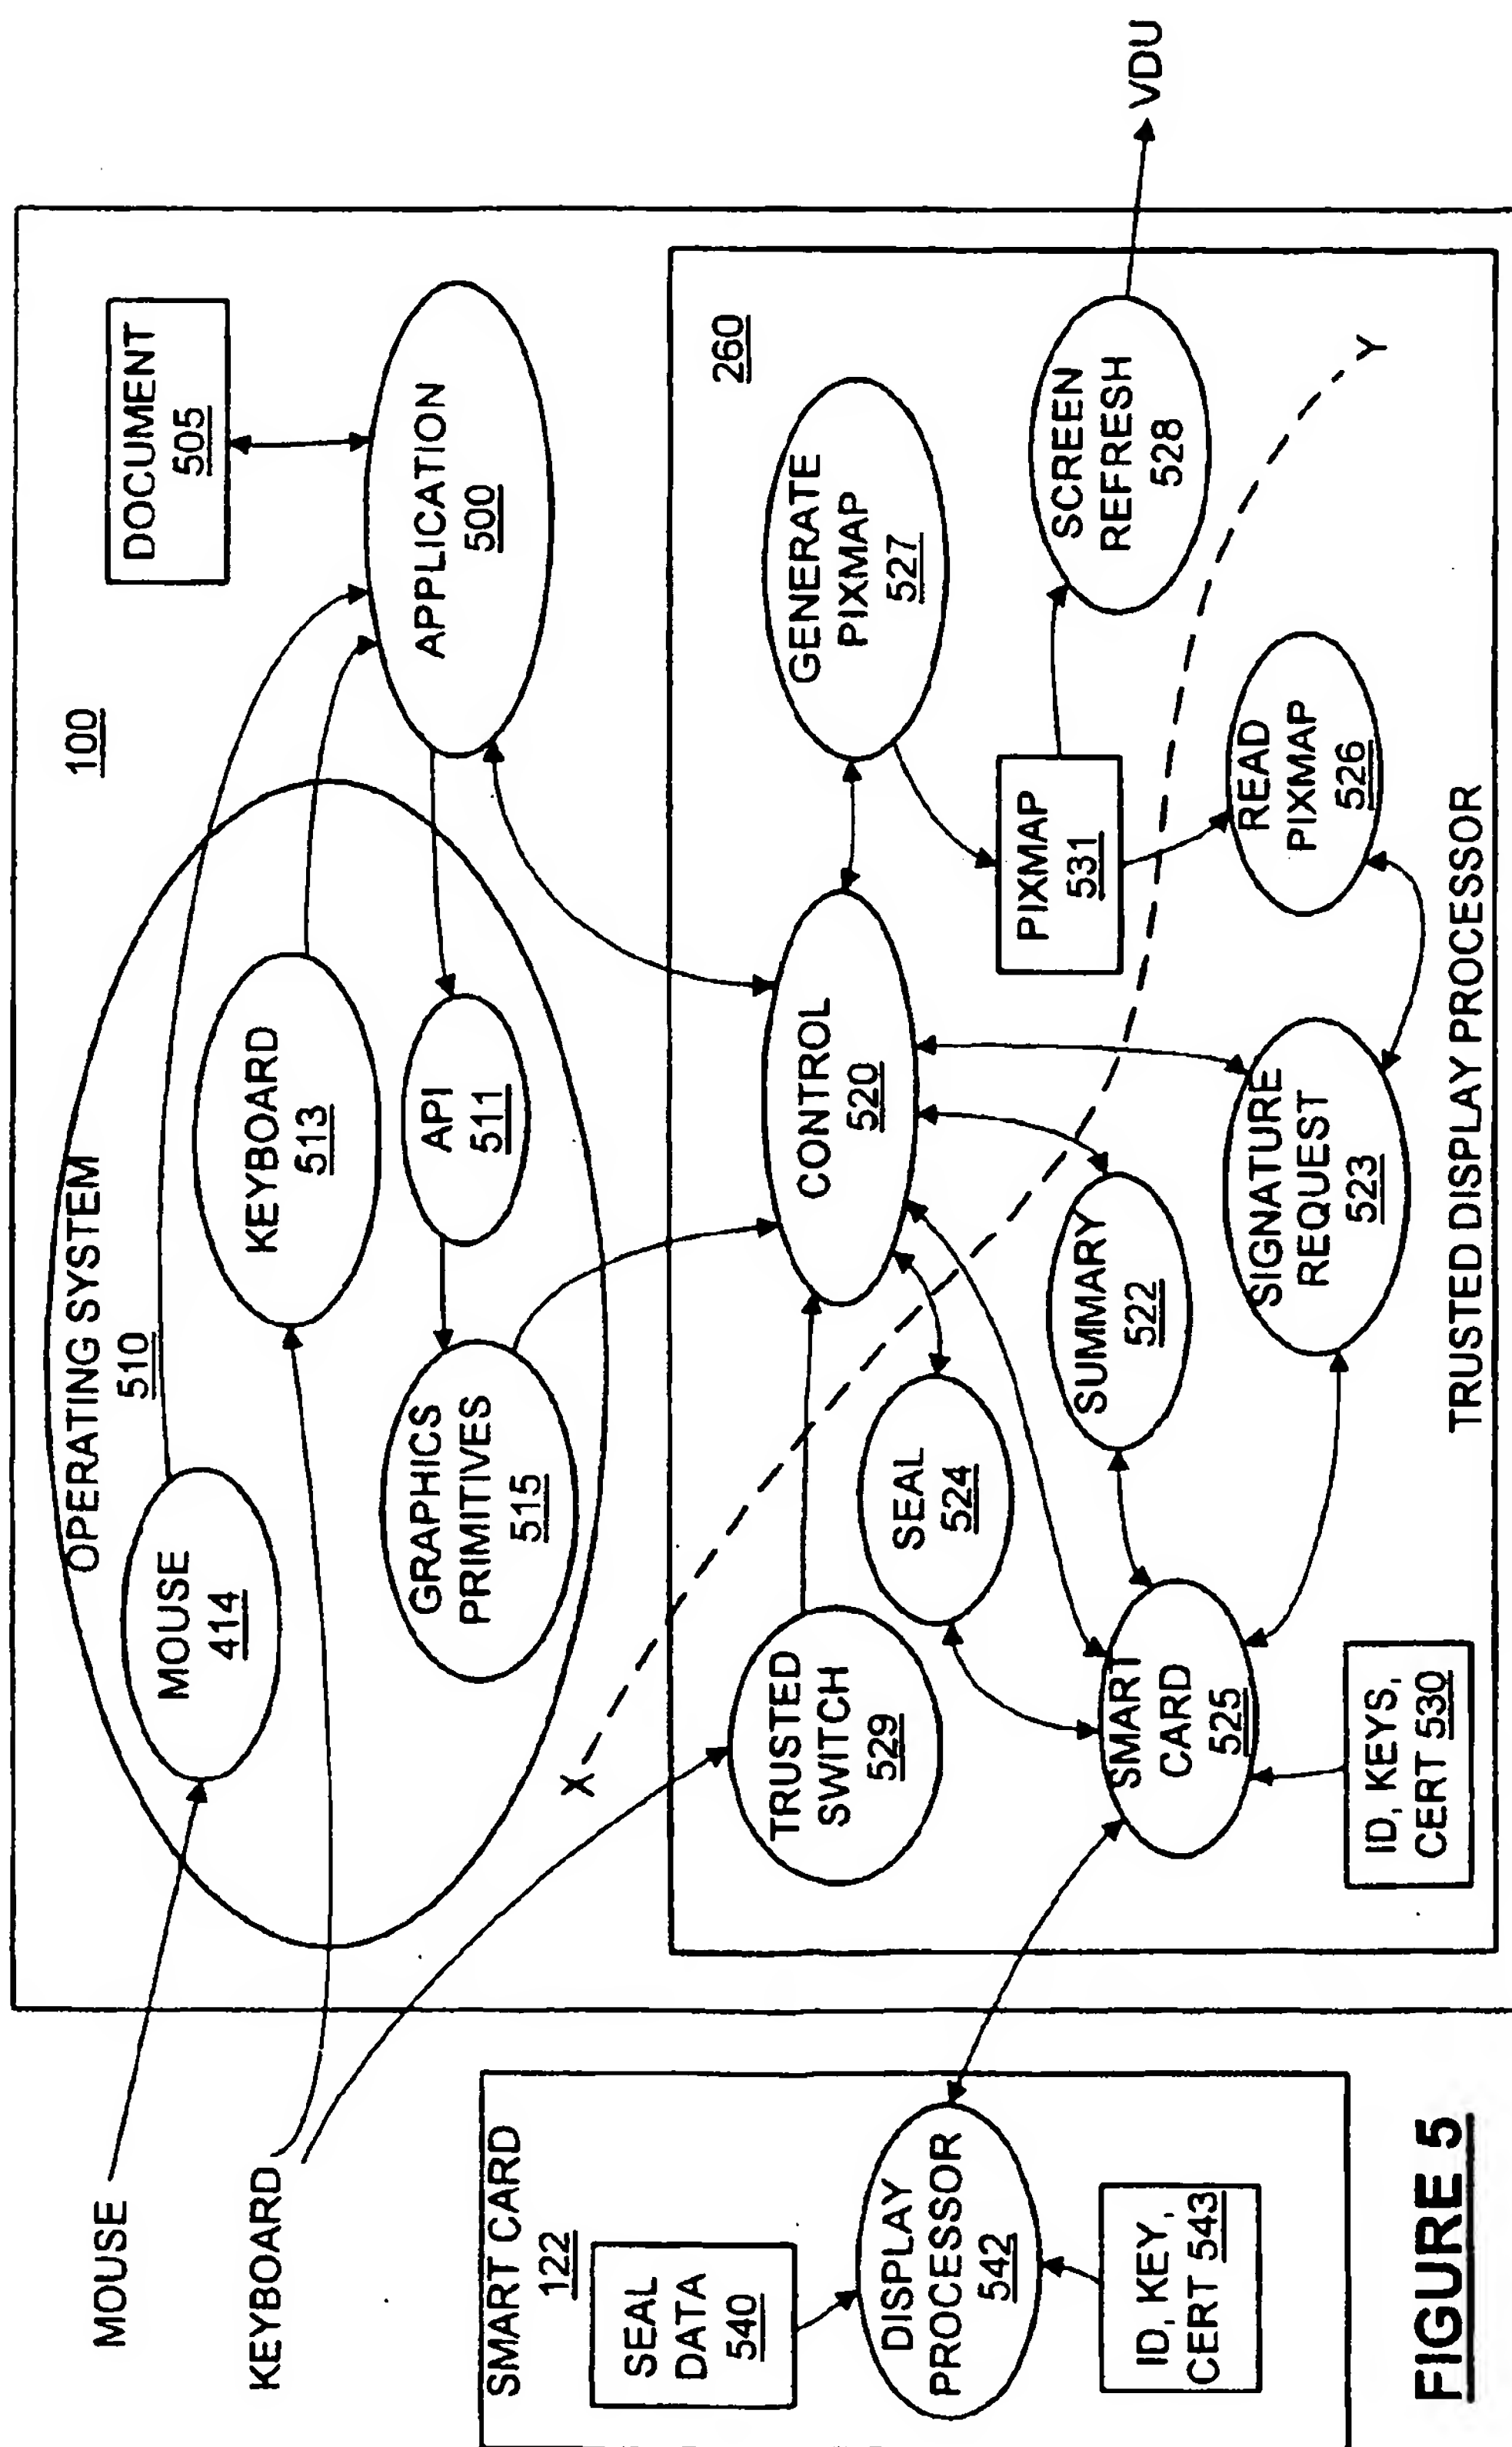 MOUSE
KEYBOARD
100
OPERATING SYSTEM
510
MOUSE
414
KEYBOARD
513
API
511
GRAPHICS
PRIMITIVES
515
DOCUMENT
505
APPLICATION
500
X
Y
260
TRUSTED
SWITCH
529
CONTROL
520
GENERATE
PIXMAP
527
SEAL
524
SUMMARY
522
PIXMAP
531
SCREEN
REFRESH
528
VDU
SMART
CARD
525
SIGNATURE
REQUEST
523
READ
PIXMAP
526
ID, KEYS,
CERT 530
TRUSTED DISPLAY PROCESSOR
SMART CARD
122
SEAL
DATA
540
DISPLAY
PROCESSOR
542
ID, KEY,
CERT 543
FIGURE 5